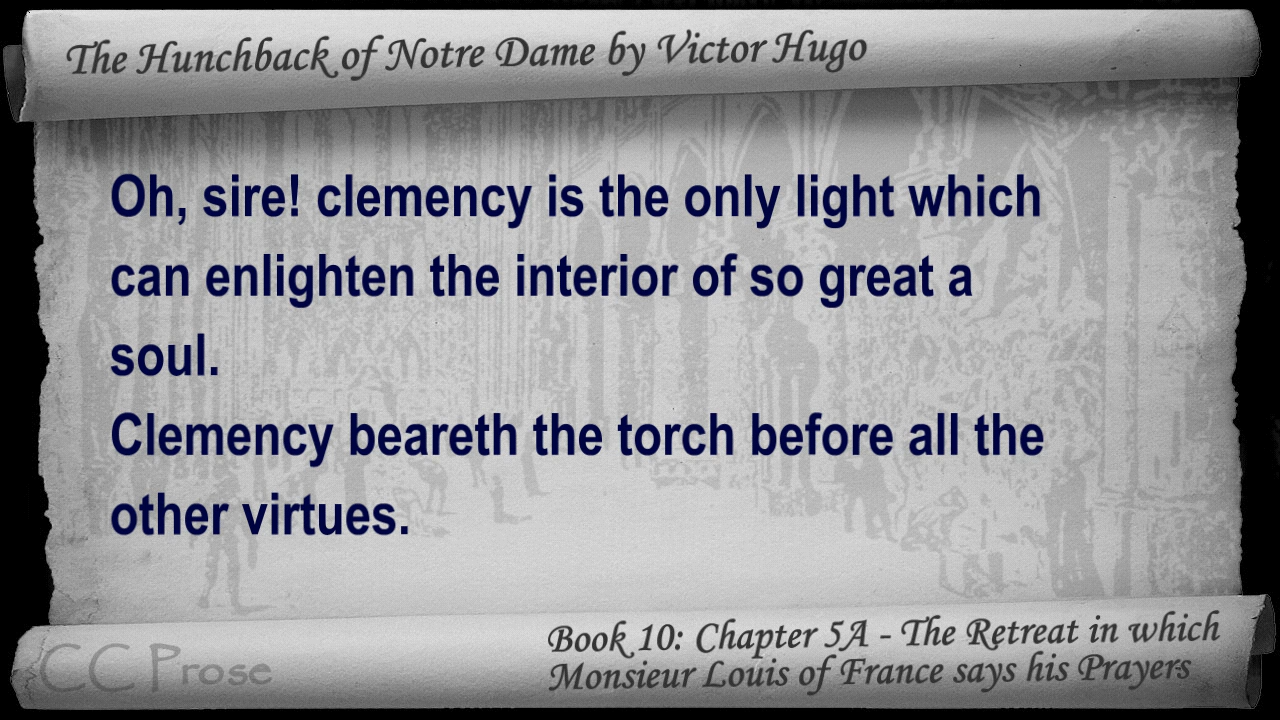 The Hunchback of Notre Dame by Victor Hugo
Oh, sire! clemency is the only light which
can enlighten the interior of so great a
soul.
Clemency beareth the torch before all the
other virtues.
CC Prose
Book 10: Chapter 5A - The Retreat in which
Monsieur Louis of France says his Prayers